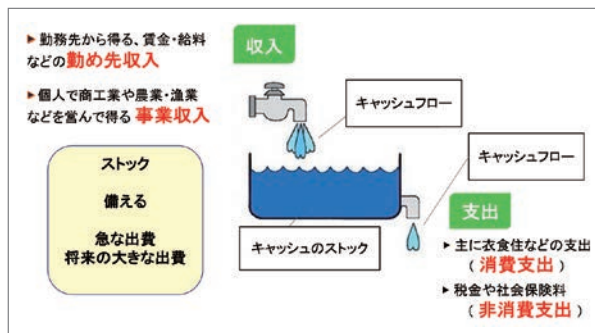 ▶勤務先から得る、賃金・給料
などの勤め先収入
▶個人で商工業や農業・漁業
などを営んで得る 事業収入
収入
キャッシュフロー
キャッシュフロー
ストック
備える
急な出費
将来の大きな出費
キャッシュのストック
支出
▶主に衣食住などの支出
（ 消費支出 ）
▶税金や社会保険料
（ 非消費支出 ）